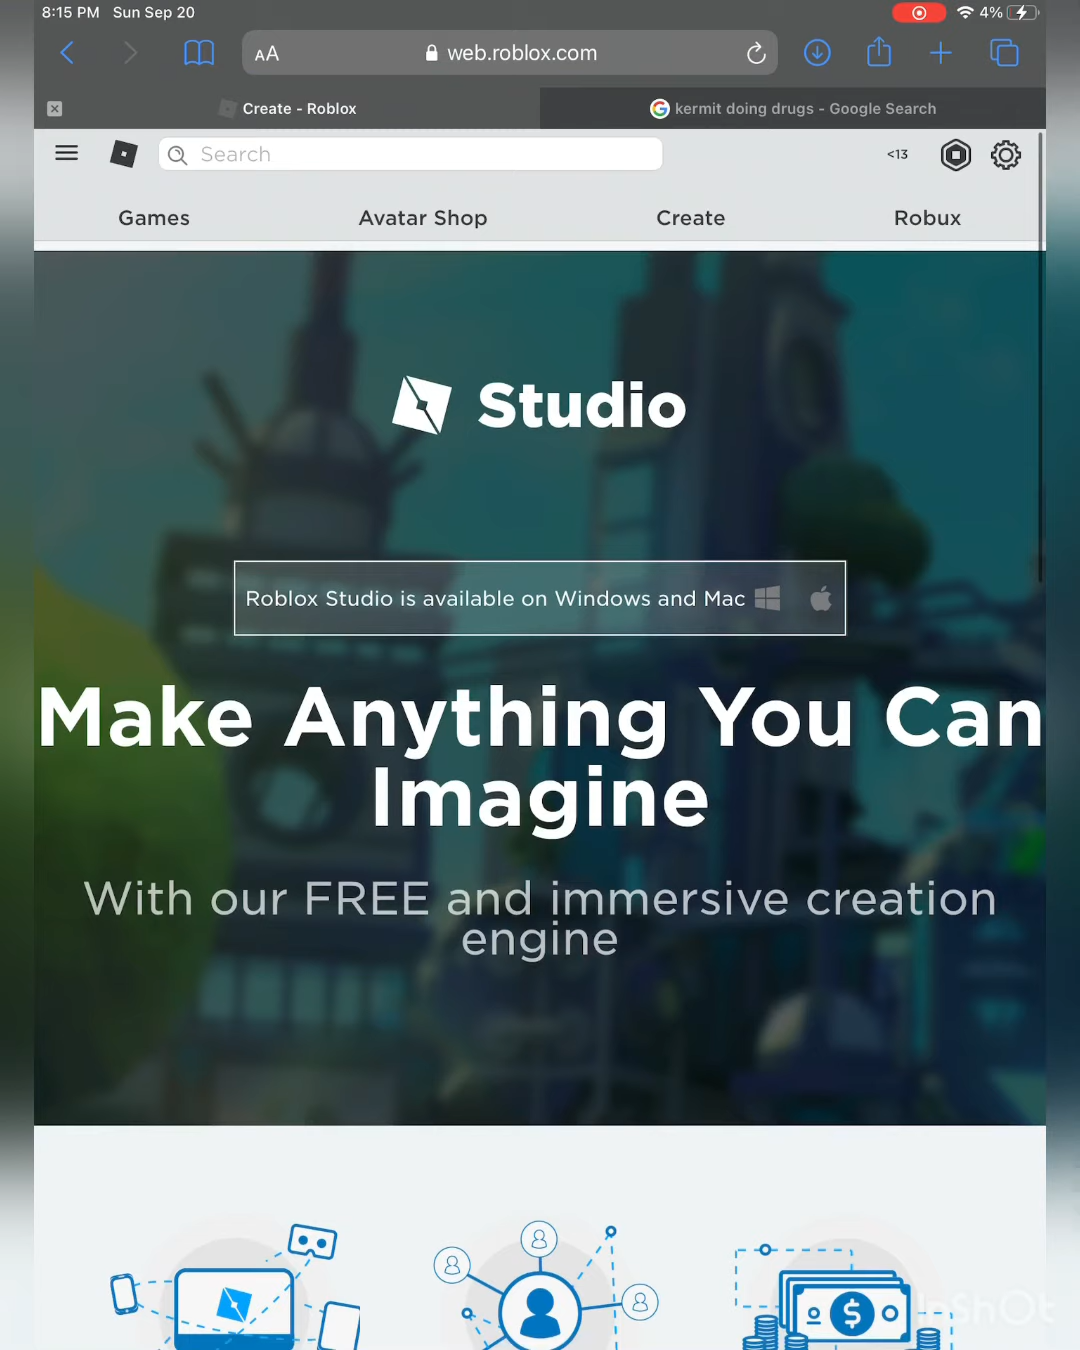 8:15 PM Sun Sep 20
4%
AA web.roblox.com
Create - Roblox
kermit doing drugs - Google Search
Search
<13
Games Avatar Shop Create Robux
Studio
Roblox Studio is available on Windows and Mac
Make Anything You Can
Imagine
With our FREE and immersive creation
engine
$
InShOt